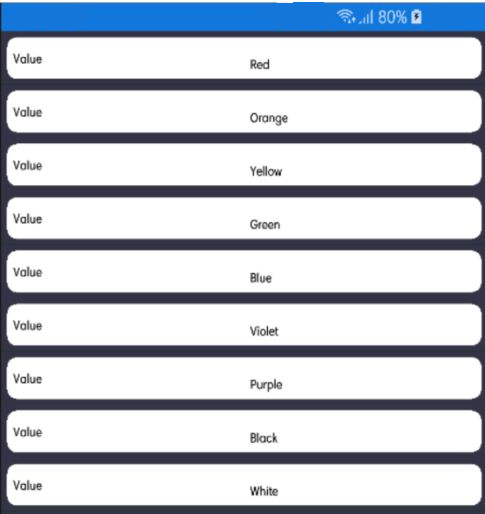 80%
Value
Red
Value
Orange
Value
Yellow
Value
Green
Value
Blue
Value
Violet
Value
Purple
Value
Black
Value
White